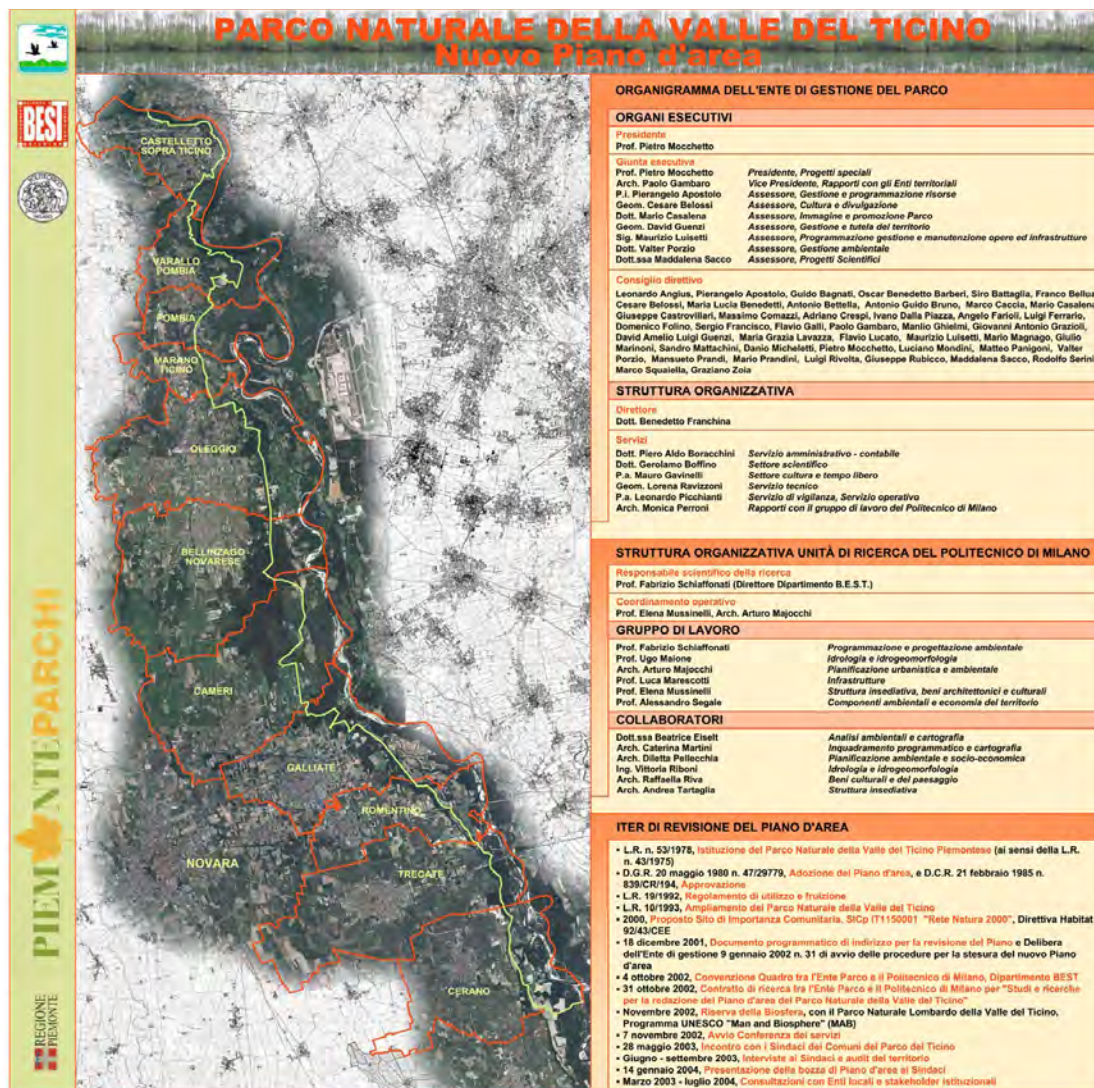 PARCO NATURALE DELLA VALLE DEL TICINO
Nuovo Piano d'area
BEST
PIEMONTEPARCHI
REGIONE
PIEMONTE
CASTELLETTO
SOPRA TICINO
VARALLO
POMBIA
POMBIA
MARANO
TICINO
OLEGGIO
BELLINZAGO
NOVARESE
CAMERI
GALLIATE
ROMENTINO
NOVARA
TRECATE
CERANO
ORGANIGRAMMA DELL'ENTE DI GESTIONE DEL PARCO
ORGANI ESECUTIVI
Presidente
Prof. Pietro Mocchetto
Giunta esecutiva
Prof. Pietro Mocchetto Presidente, Progetti speciali
Arch. Paolo Gambaro Vice Presidente, Rapporti con gli Enti territoriali
P.i. Pierangelo Apostolo Assessore, Gestione e programmazione risorse
Geom. Cesare Belossi Assessore, Cultura e divulgazione
Dott. Mario Casalena Assessore, Immagine e promozione Parco
Geom. David Guenzi Assessore, Gestione e tutela del territorio
Sig. Maurizio Luisetti Assessore, Programmazione gestione e manutenzione opere ed infrastrutture
Dott. Valter Porzio Assessore, Gestione ambientale
Dott.ssa Maddalena Sacco Assessore, Progetti Scientifici
Consiglio direttivo
Leonardo Angius, Pierangelo Apostolo, Guido Bagnati, Oscar Benedetto Barberi, Siro Battaglia, Franco Bellua
Cesare Belossi, Maria Lucia Benedetti, Antonio Bettella, Antonio Guido Bruno, Marco Caccia, Mario Casalena
Giuseppe Castrovillari, Massimo Comazzi, Adriano Crespi, Ivano Dalla Piazza, Angelo Farioli, Luigi Ferrario,
Domenico Folino, Sergio Francisco, Flavio Galli, Paolo Gambaro, Manlio Ghielmi, Giovanni Antonio Grazioli,
David Amelio Luigi Guenzi, Maria Grazia Lavazza, Flavio Lucato, Maurizio Luisetti, Mario Magnago, Giulio
Marinoni, Sandro Mattachini, Danio Micheletti, Pietro Mocchetto, Luciano Mondini, Matteo Panigoni, Valter
Porzio, Mansueto Prandi, Mario Prandini, Luigi Rivolta, Giuseppe Rubicco, Maddalena Sacco, Rodolfo Serini
Marco Squaiella, Graziano Zoia
STRUTTURA ORGANIZZATIVA
Direttore
Dott. Benedetto Franchina
Servizi
Dott. Piero Aldo Boracchini Servizio amministrativo - contabile
Dott. Gerolamo Boffino Settore scientifico
P.a. Mauro Gavinelli Settore cultura e tempo libero
Geom. Lorena Ravizzoni Servizio tecnico
P.a. Leonardo Picchianti Servizio di vigilanza, Servizio operativo
Arch. Monica Perroni Rapporti con il gruppo di lavoro del Politecnico di Milano
STRUTTURA ORGANIZZATIVA UNITÀ DI RICERCA DEL POLITECNICO DI MILANO
Responsabile scientifico della ricerca
Prof. Fabrizio Schiaffonati (Direttore Dipartimento B.E.S.T.)
Coordinamento operativo
Prof. Elena Mussinelli, Arch. Arturo Majocchi
GRUPPO DI LAVORO
Prof. Fabrizio Schiaffonati Programmazione e progettazione ambientale
Prof. Ugo Maione Idrologia e idrogeomorfologia
Arch. Arturo Majocchi Pianificazione urbanistica e ambientale
Prof. Luca Marescotti Infrastrutture
Prof. Elena Mussinelli Struttura insediativa, beni architettonici e culturali
Prof. Alessandro Segale Componenti ambientali e economia del territorio
COLLABORATORI
Dott.ssa Beatrice Eiselt Analisi ambientali e cartografia
Arch. Caterina Martini Inquadramento programmatico e cartografia
Arch. Diletta Pellecchia Pianificazione ambientale e socio-economica
Ing. Vittoria Riboni Idrologia e idrogeomorfologia
Arch. Raffaella Riva Beni culturali e del paesaggio
Arch. Andrea Tartaglia Struttura insediativa
ITER DI REVISIONE DEL PIANO D'AREA
▪ L.R. n. 53/1978, Istituzione del Parco Naturale della Valle del Ticino Piemontese (ai sensi della L.R.
n. 43/1975)
▪ D.G.R. 20 maggio 1980 n. 47/29779, Adozione del Piano d'area, e D.C.R. 21 febbraio 1985 n.
839/CR/194, Approvazione
▪ L.R. 19/1992, Regolamento di utilizzo e fruizione
▪ L.R. 10/1993, Ampliamento del Parco Naturale della Valle del Ticino
▪ 2000, Proposto Sito di Importanza Comunitaria, SICp IT1150001 "Rete Natura 2000", Direttiva Habitat
92/43/CEE
▪ 18 dicembre 2001, Documento programmatico di indirizzo per la revisione del Piano e Delibera
dell'Ente di gestione 9 gennaio 2002 n. 31 di avvio delle procedure per la stesura del nuovo Piano
d'area
▪ 4 ottobre 2002, Convenzione Quadro tra l'Ente Parco e il Politecnico di Milano, Dipartimento BEST
▪ 31 ottobre 2002, Contratto di ricerca tra l'Ente Parco e il Politecnico di Milano per "Studi e ricerche
per la redazione del Piano d'area del Parco Naturale della Valle del Ticino"
▪ Novembre 2002, Riserva della Biosfera, con il Parco Naturale Lombardo della Valle del Ticino,
Programma UNESCO "Man and Biosphere" (MAB)
▪ 7 novembre 2002, Avvio Conferenza dei servizi
▪ 28 maggio 2003, Incontro con i Sindaci dei Comuni del Parco del Ticino
▪ Giugno - settembre 2003, Interviste ai Sindaci e audit del territorio
▪ 14 gennaio 2004, Presentazione della bozza di Piano d'area ai Sindaci
▪ Marzo 2003 - luglio 2004, Consultazioni con Enti locali e stakeholder istituzionali